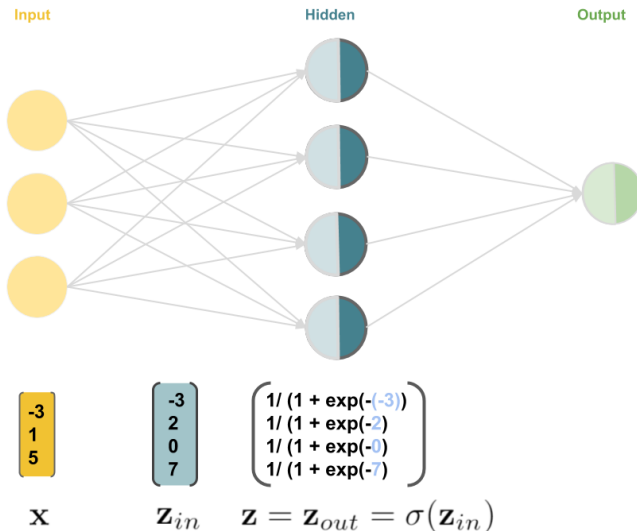 Input Hidden Output
-3
1
5
-3
2
0
7
1/ (1 + exp(-(-3))
1/ (1 + exp(-2)
1/ (1 + exp(-0)
1/ (1 + exp(-7)
x z_in z = z_out = σ(z_in)